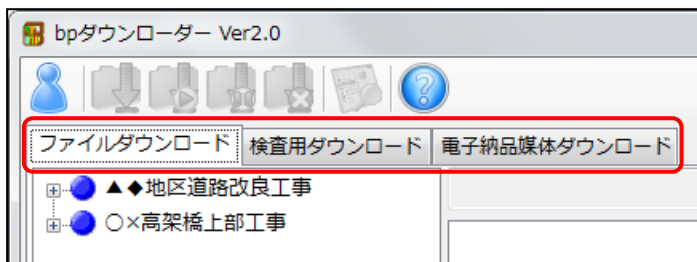 bpダウンローダー Ver2.0
ファイルダウンロード 検査用ダウンロード 電子納品媒体ダウンロード
▲◆地区道路改良工事
○×高架橋上部工事